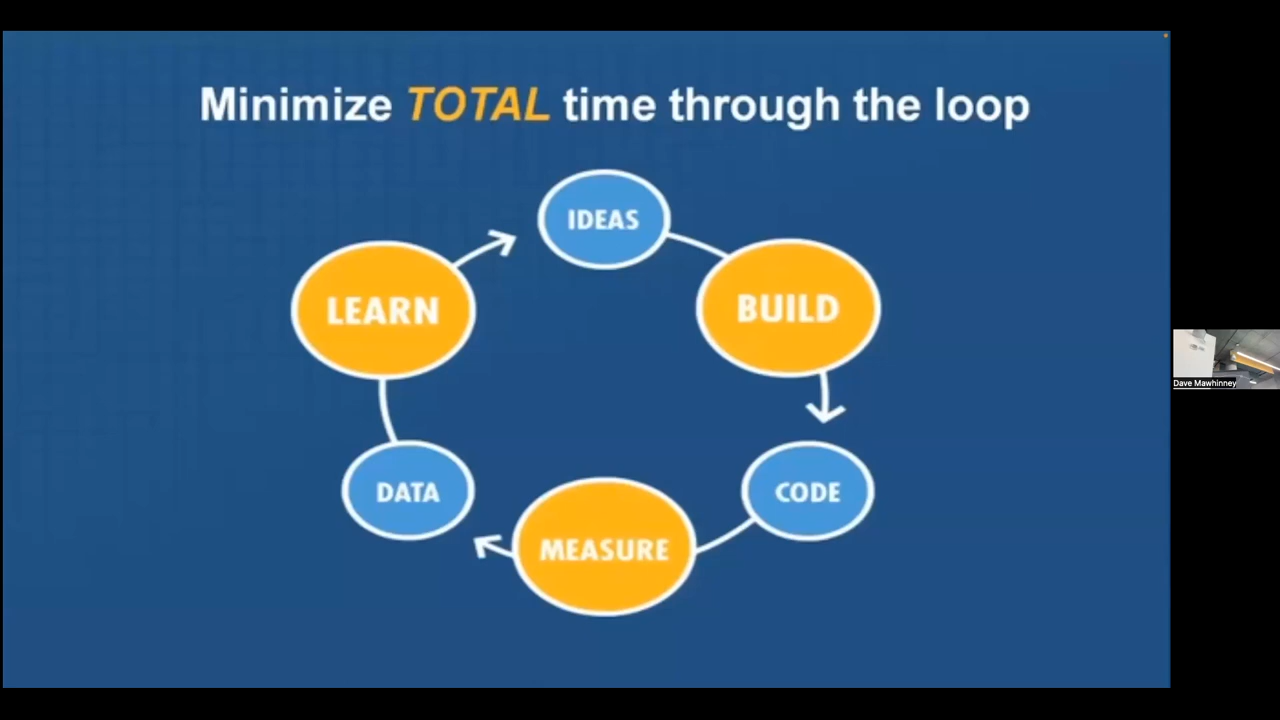 Minimize TOTAL time through the loop
IDEAS
LEARN
BUILD
DATA
CODE
MEASURE
Dave Mawhinney